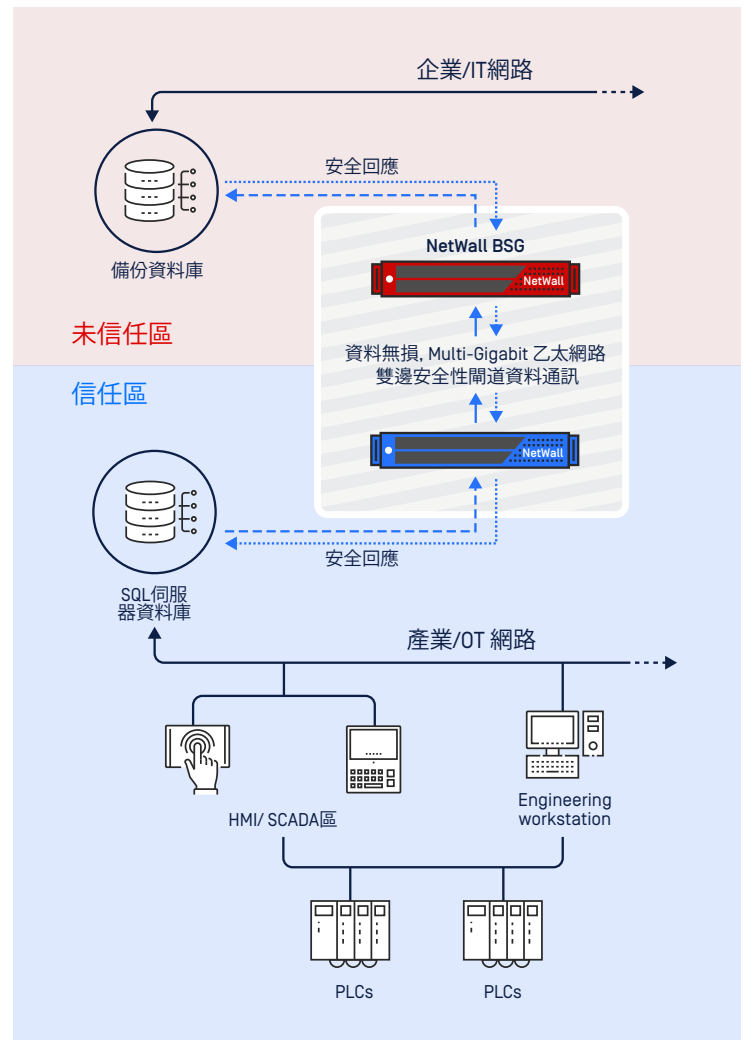 企業/IT網路
安全回應
NetWall BSG
NetWall
備份資料庫
未信任區
資料無損, Multi-Gigabit 乙太網路
雙邊安全性閘道資料通訊
信任區
NetWall
安全回應
SQL伺服
器資料庫
產業/OT 網路
HMI/ SCADA區
Engineering
workstation
PLCs
PLCs